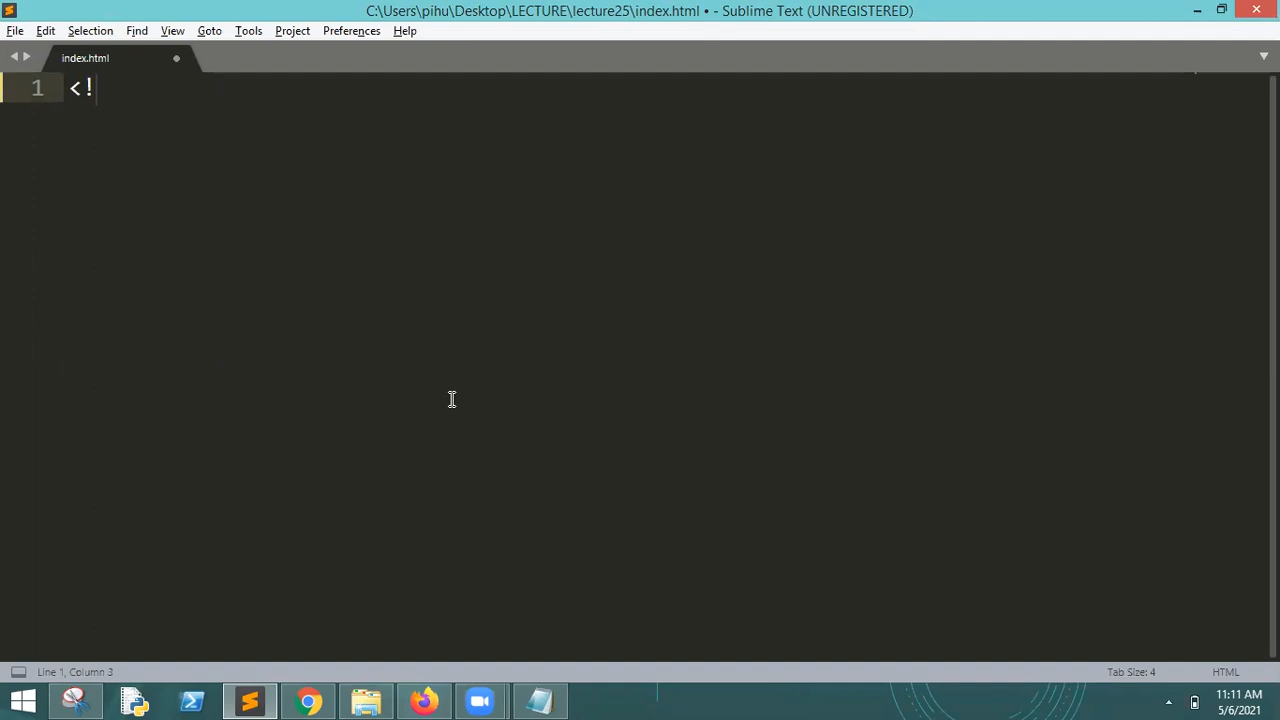 C:\Users\pihu\Desktop\LECTURE\lecture25\index.html • - Sublime Text (UNREGISTERED)
File Edit Selection Find View Goto Tools Project Preferences Help
index.html
1 <!
Line 1, Column 3 Tab Size: 4 HTML
11:11 AM
5/6/2021